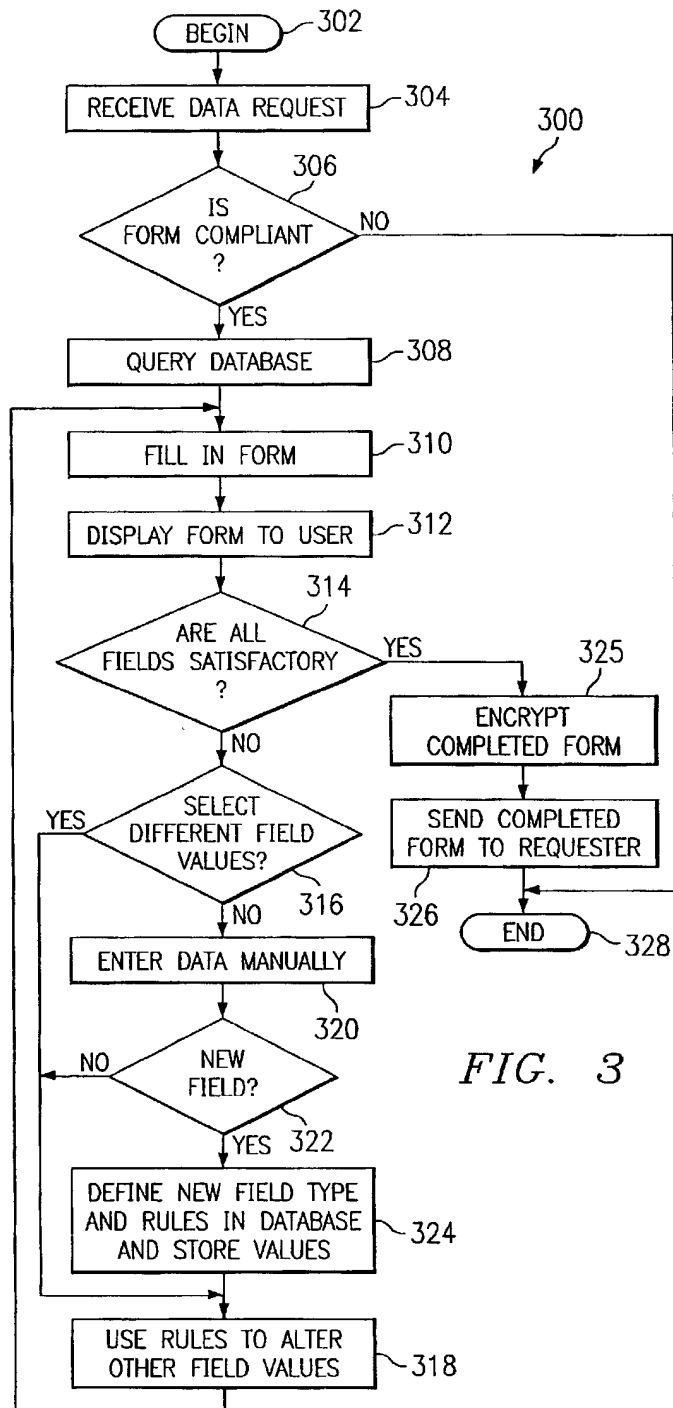 BEGIN
302
RECEIVE DATA REQUEST
304
300
306
IS
FORM COMPLIANT
?
NO
YES
QUERY DATABASE
308
FILL IN FORM
310
DISPLAY FORM TO USER
312
314
ARE ALL
FIELDS SATISFACTORY
?
YES
NO
325
ENCRYPT
COMPLETED FORM
SEND COMPLETED
FORM TO REQUESTER
326
END
328
YES
SELECT
DIFFERENT FIELD
VALUES?
316
NO
ENTER DATA MANUALLY
320
NO
NEW
FIELD?
322
YES
FIG. 3
DEFINE NEW FIELD TYPE
AND RULES IN DATABASE
AND STORE VALUES
324
USE RULES TO ALTER
OTHER FIELD VALUES
318